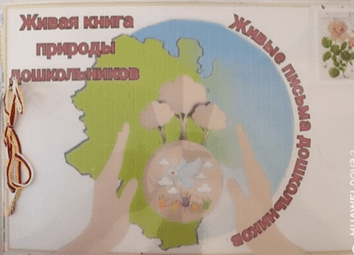 Живая книга
природы
дошкольников
Живые письма дошкольников